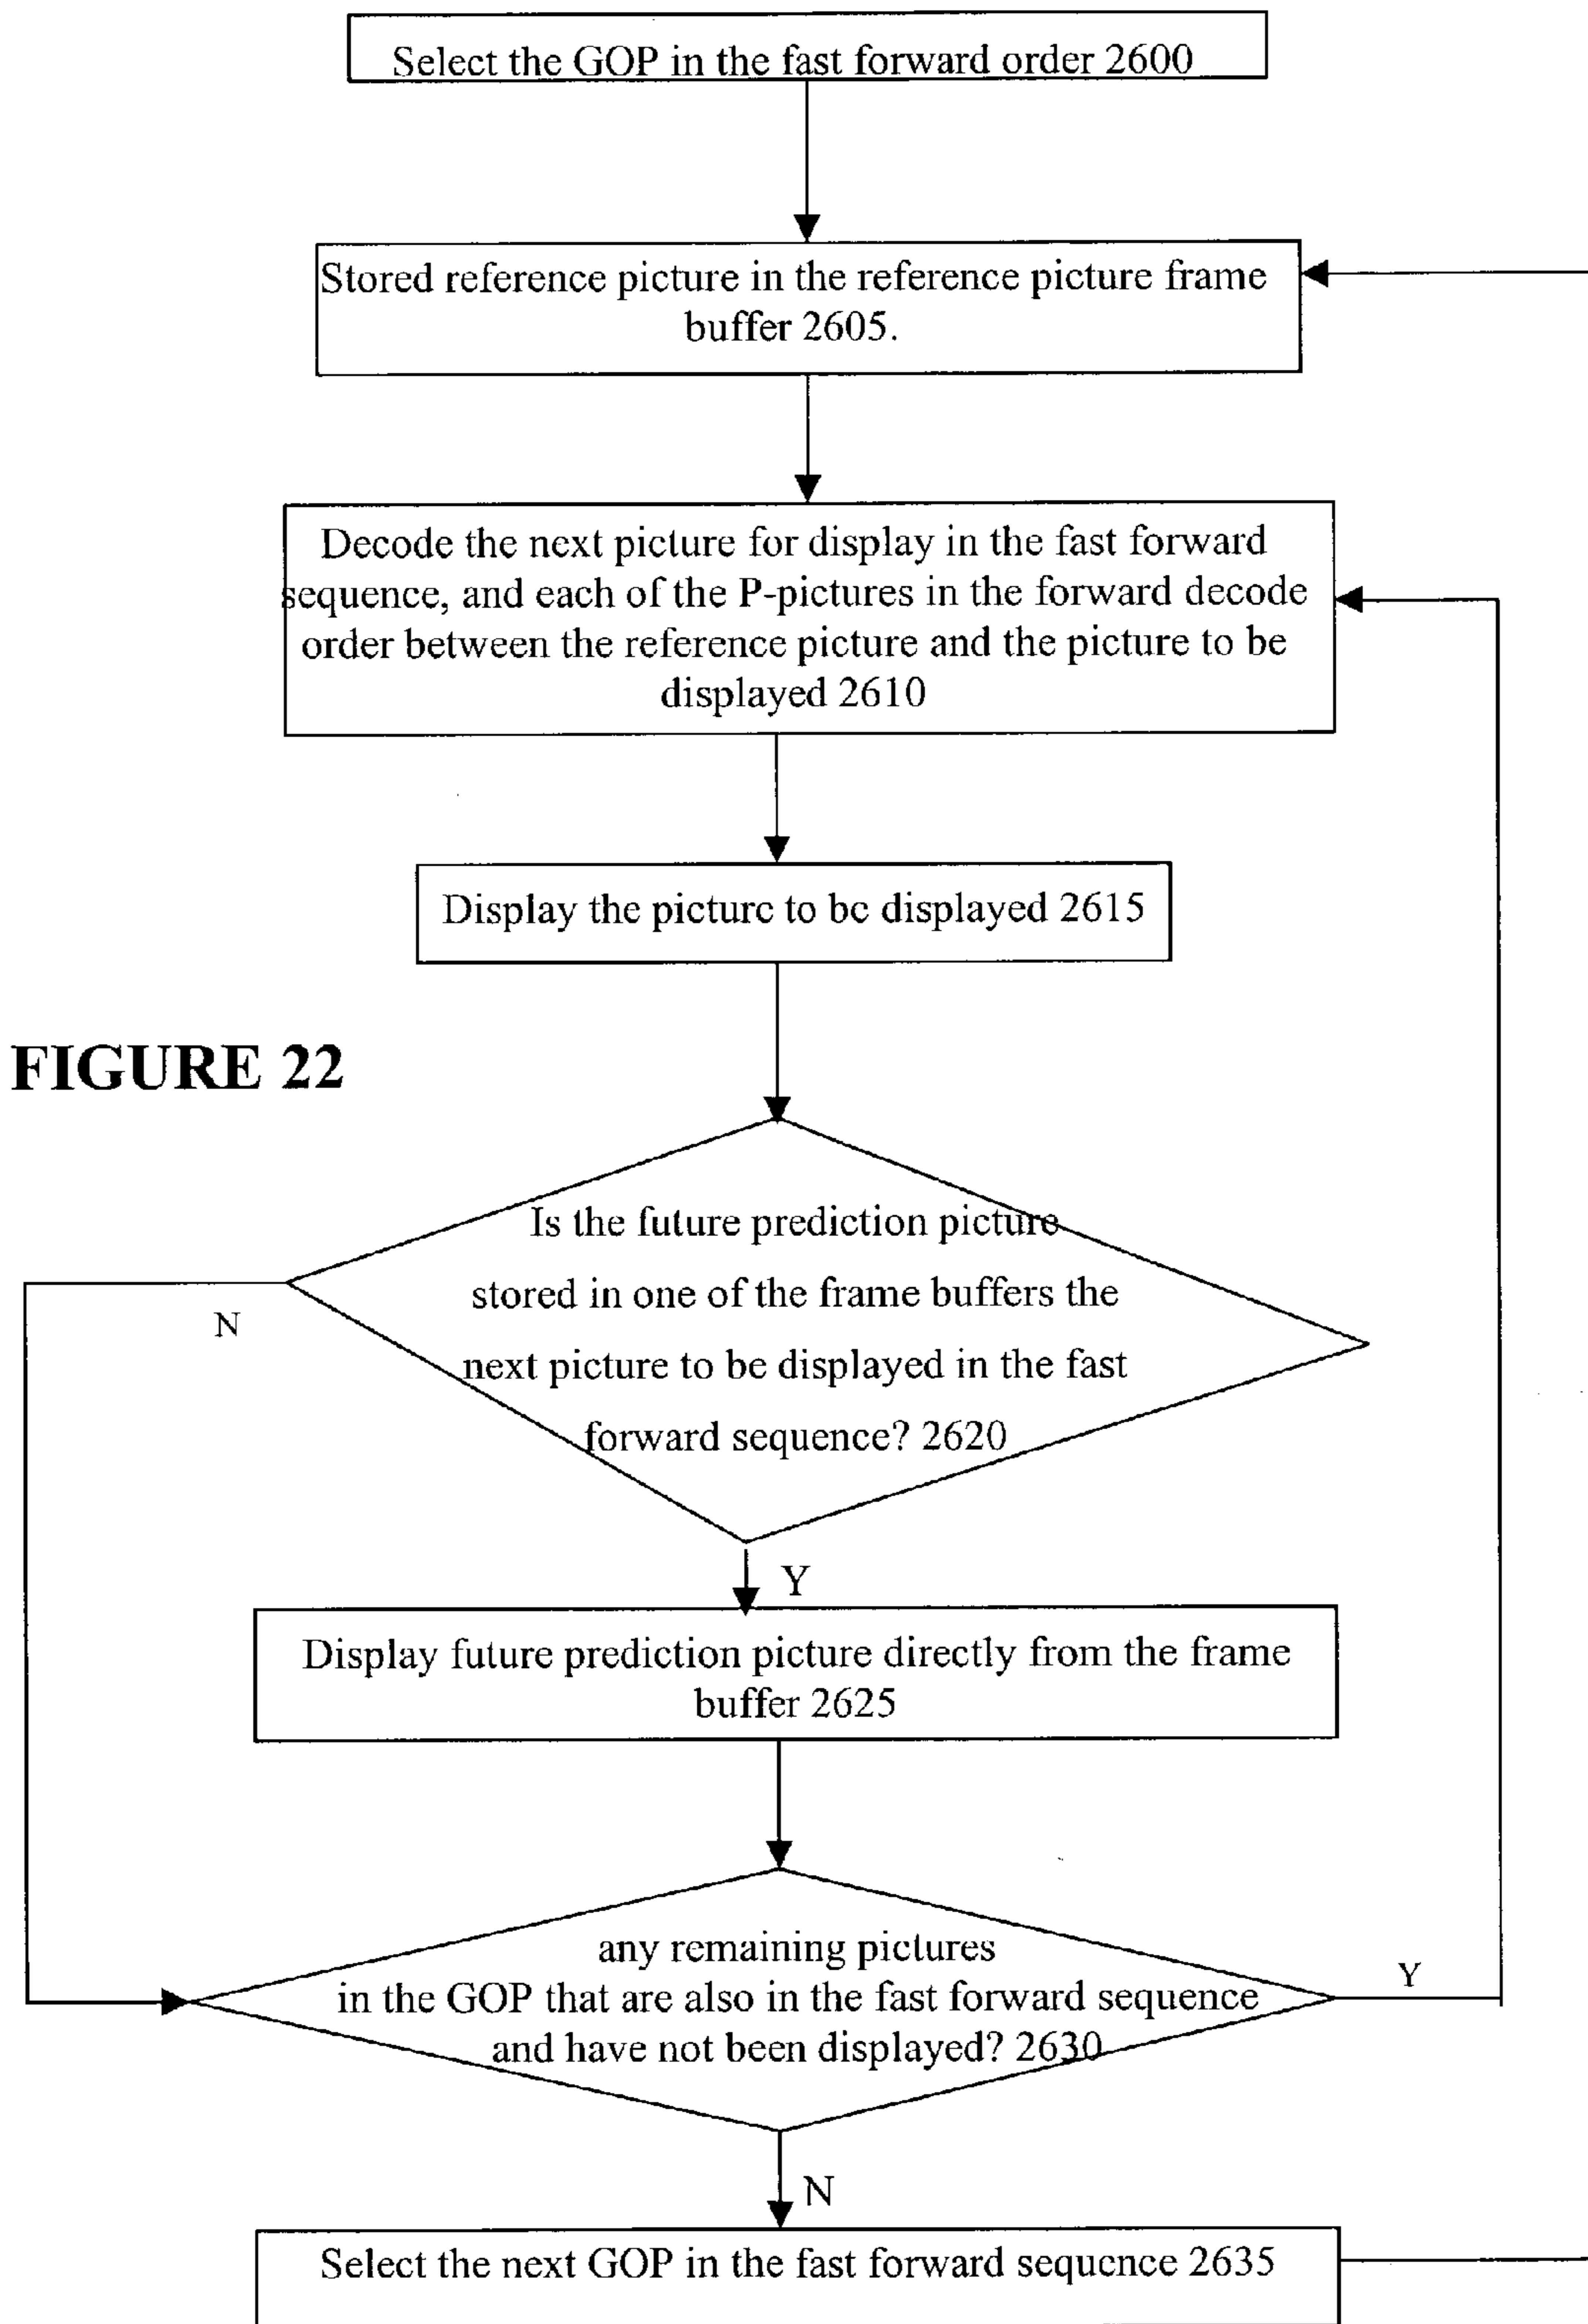 Select the GOP in the fast forward order 2600
Stored reference picture in the reference picture frame
buffer 2605.
Decode the next picture for display in the fast forward
sequence, and each of the P-pictures in the forward decode
order between the reference picture and the picture to be
displayed 2610
Display the picture to be displayed 2615
FIGURE 22
Is the future prediction picture
stored in one of the frame buffers the
next picture to be displayed in the fast
forward sequence? 2620
N
Y
Display future prediction picture directly from the frame
buffer 2625
any remaining pictures
in the GOP that are also in the fast forward sequence
and have not been displayed? 2630
Y
N
Select the next GOP in the fast forward sequence 2635